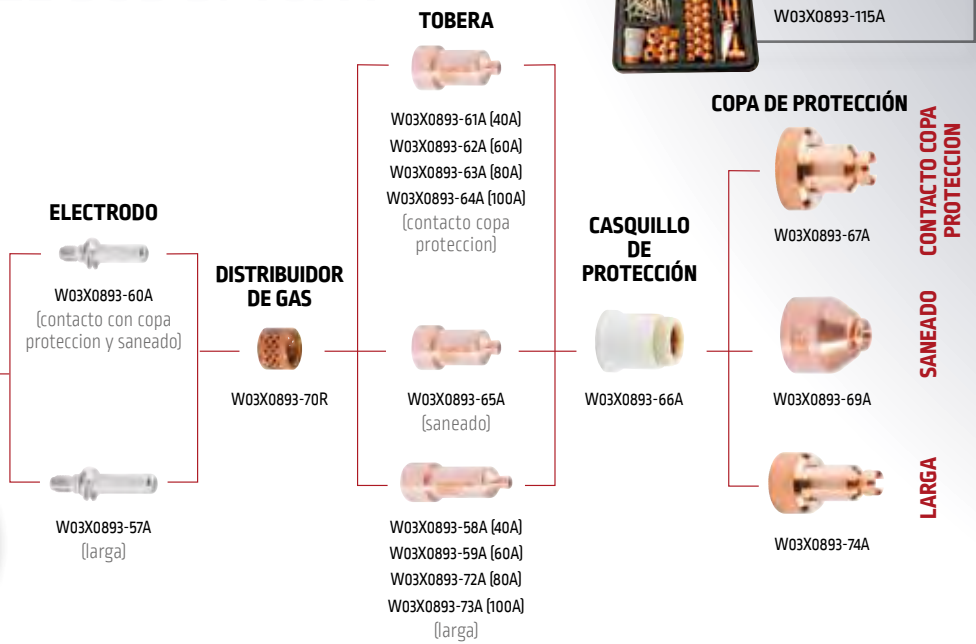 W03X0893-115A
ELECTRODO
W03X0893-60A
(contacto con copa
proteccion y saneado)
W03X0893-57A
(larga)
DISTRIBUIDOR
DE GAS
W03X0893-70R
TOBERA
W03X0893-61A (40A)
W03X0893-62A (60A)
W03X0893-63A (80A)
W03X0893-64A (100A)
(contacto copa
proteccion)
W03X0893-65A
(saneado)
W03X0893-58A (40A)
W03X0893-59A (60A)
W03X0893-72A (80A)
W03X0893-73A (100A)
(larga)
CASQUILLO
DE
PROTECCIÓN
W03X0893-66A
COPA DE PROTECCIÓN
W03X0893-67A
CONTACTO COPA
PROTECCION
W03X0893-69A
SANEADO
W03X0893-74A
LARGA